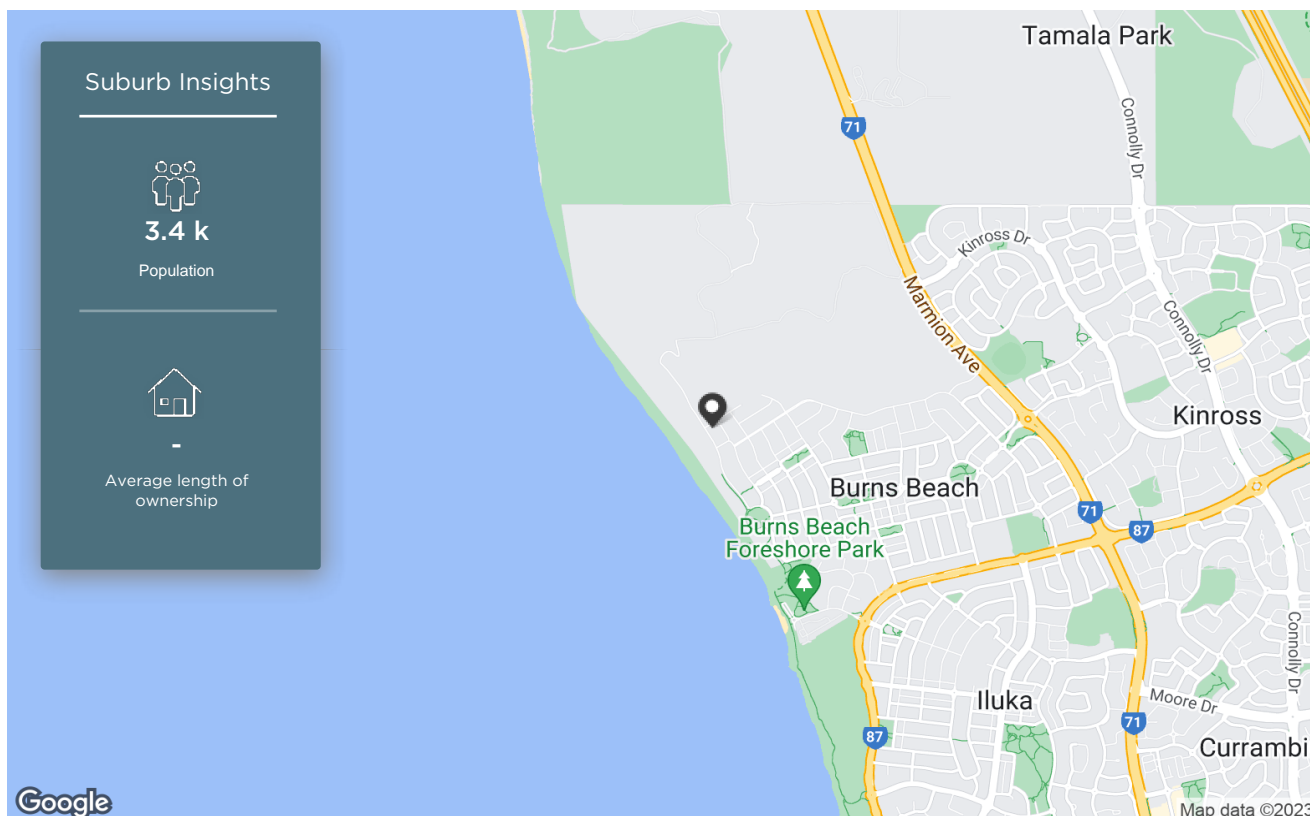 Suburb Insights
3.4 k
Population
-
Average length of
ownership
Tamala Park
Connolly Dr
71
Kinross Dr
Marmion Ave
Connolly Dr
Kinross
Burns Beach
71
87
Burns Beach
Foreshore Park
Connolly Dr
Iluka
Moore Dr
87
71
Currambi
Google
Map data ©2023